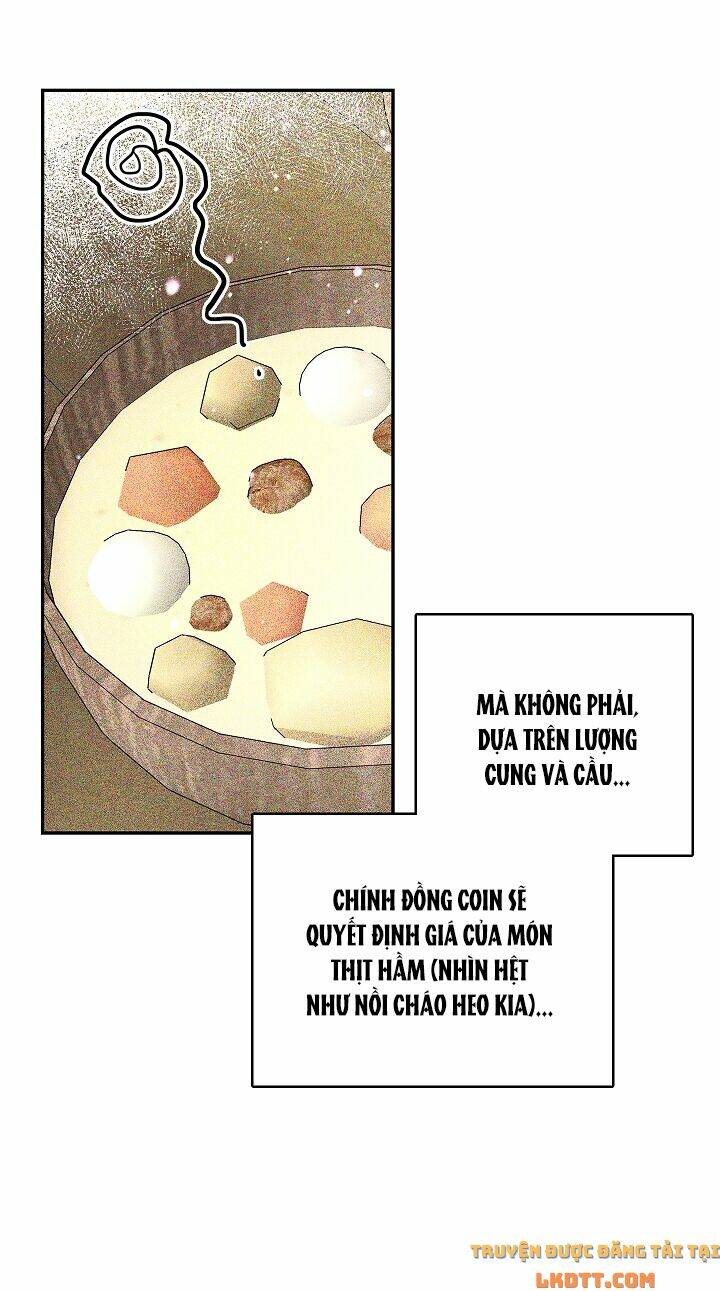 MÀ KHÔNG PHẢI,
DỰA TRÊN LƯỢNG
CUNG VÀ CẦU...
CHÍNH ĐỒNG COIN SẼ
QUYẾT ĐỊNH GIÁ CỦA MÓN
THỊT HẦM (NHÌN HỆT
NHƯ NỒI CHÁO HEO KIA)...
TRUYỆN ĐƯỢC ĐĂNG TẢI TẠI
LKDTT.COM